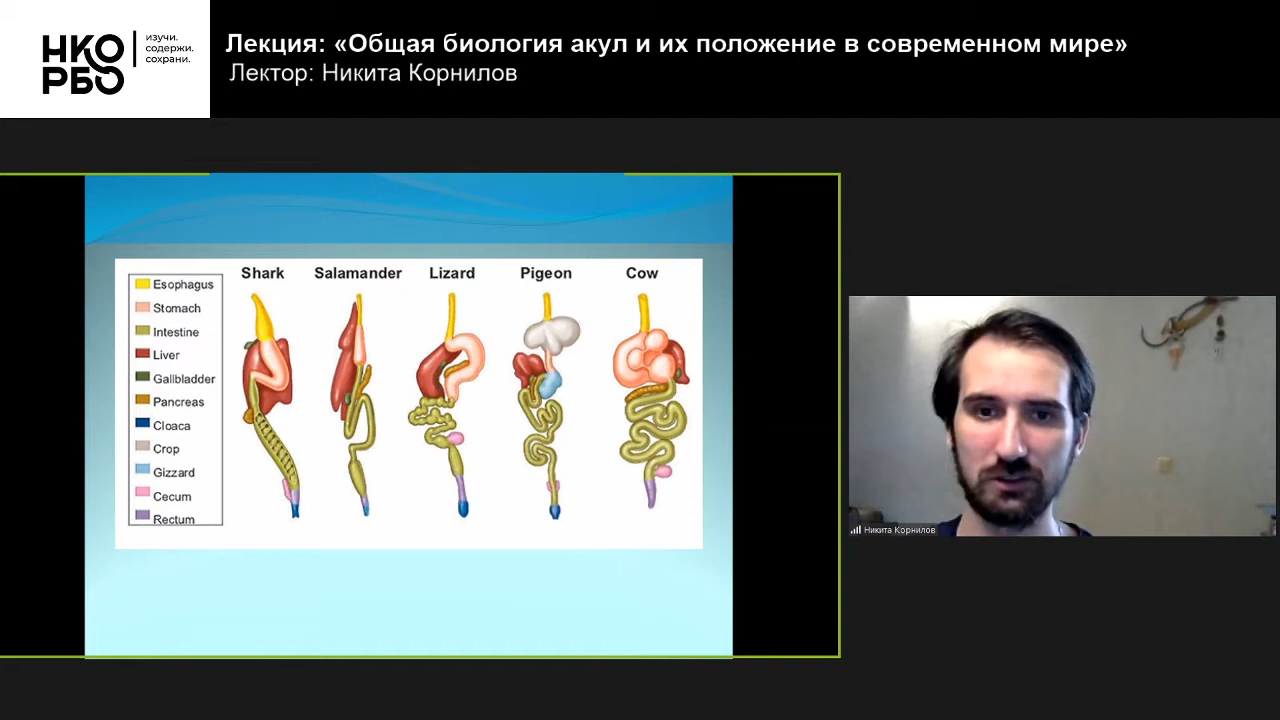 НКО
РБО
изучи.
содержи.
сохрани.
Лекция: «Общая биология акул и их положение в современном мире»
Лектор: Никита Корнилов
Shark
Salamander
Lizard
Pigeon
Cow
Esophagus
Stomach
Intestine
Liver
Gallbladder
Pancreas
Cloaca
Crop
Gizzard
Cecum
Rectum
Никита Корнилов